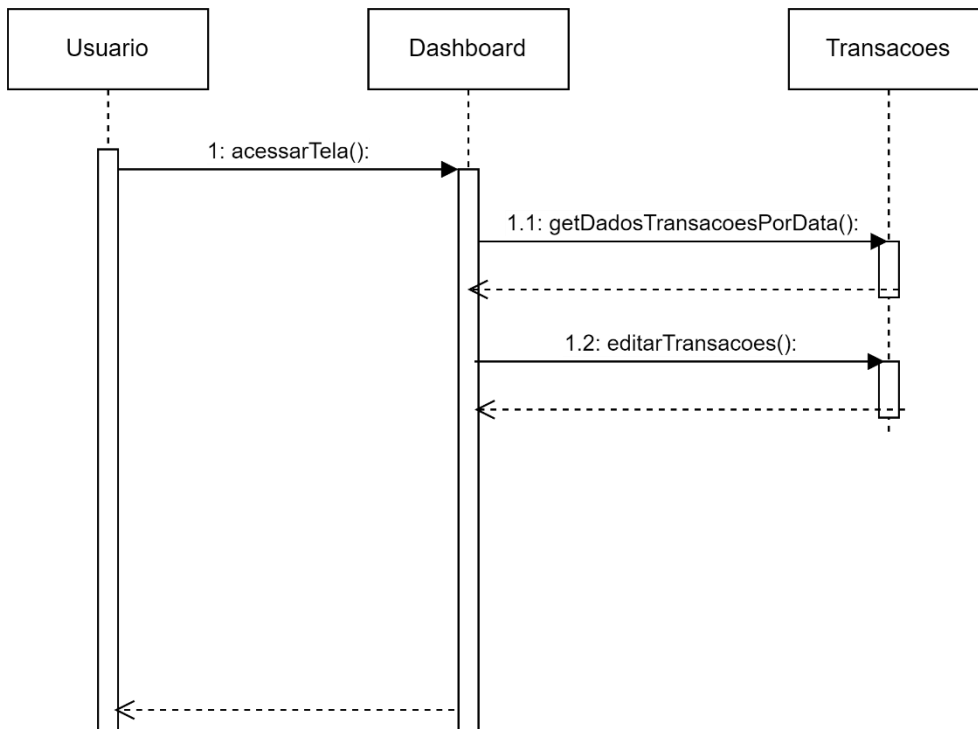 Usuario
Dashboard
Transacoes
1: acessarTela():
1.1: getDadosTransacoesPorData():
1.2: editarTransacoes():